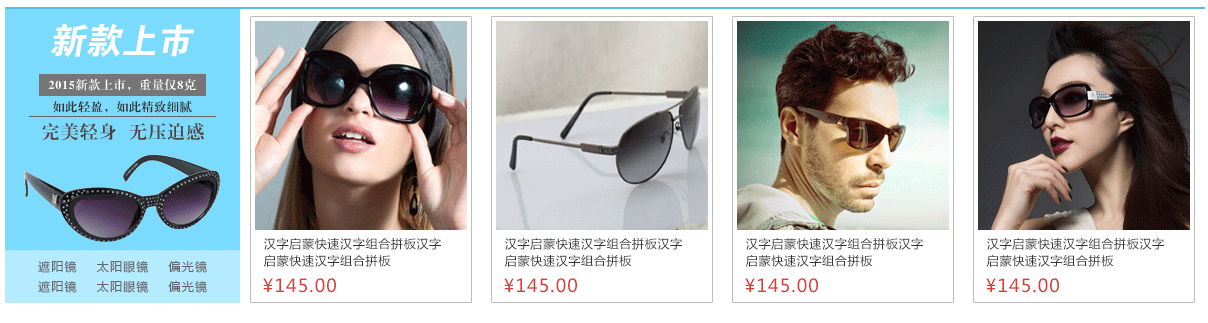 新款上市
2015新款上市，重量仅8克
如此轻盈，如此精致细腻
完美轻身 无压迫感
遮阳镜 太阳眼镜 偏光镜
遮阳镜 太阳眼镜 偏光镜
汉字启蒙快速汉字组合拼板汉字
启蒙快速汉字组合拼板
¥145.00
汉字启蒙快速汉字组合拼板汉字
启蒙快速汉字组合拼板
¥145.00
汉字启蒙快速汉字组合拼板汉字
启蒙快速汉字组合拼板
¥145.00
汉字启蒙快速汉字组合拼板汉字
启蒙快速汉字组合拼板
¥145.00